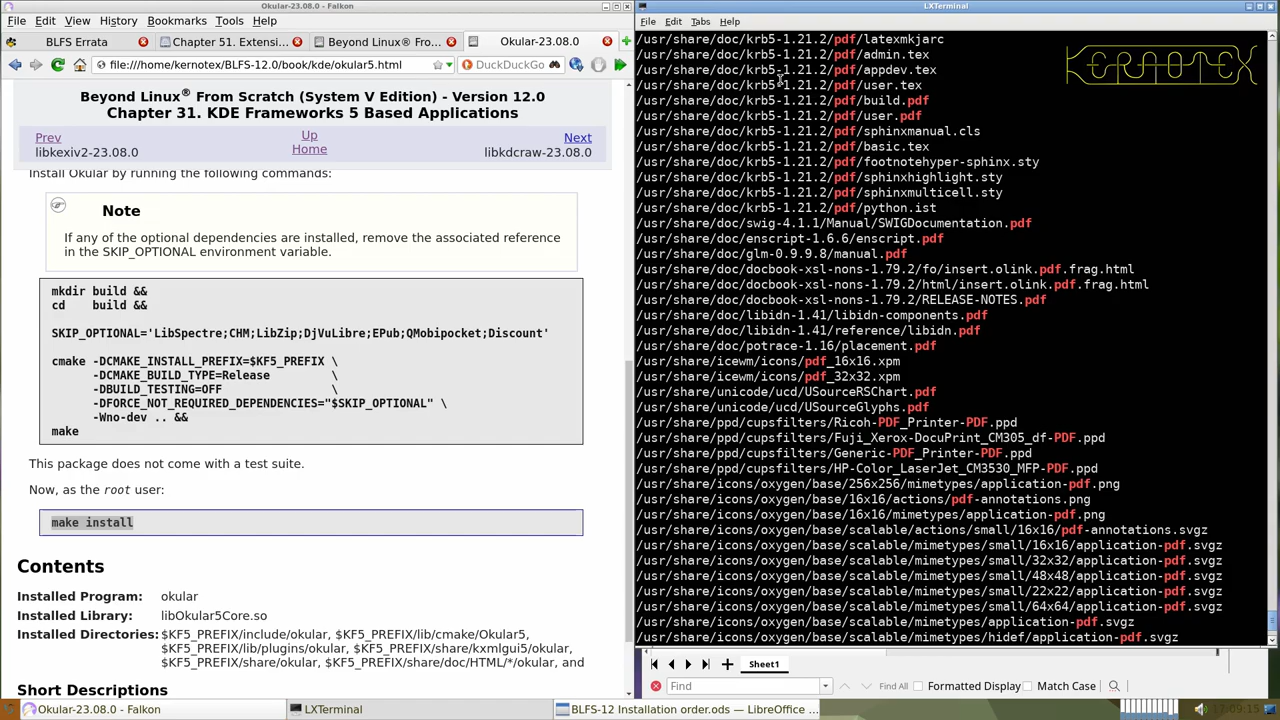 Okular-23.08.0 - Falkon
File Edit View History Bookmarks Tools Help
BLFS Errata
Chapter 51. Extensi...
Beyond Linux® Fro...
Okular-23.08.0
file:///home/kernotex/BLFS-12.0/book/kde/okular5.html
DuckDuckGo
Beyond Linux® From Scratch (System V Edition) - Version 12.0
Chapter 31. KDE Frameworks 5 Based Applications
Prev Up Next
libkexiv2-23.08.0 Home libkdcraw-23.08.0
Install Okular by running the following commands:
Note
If any of the optional dependencies are installed, remove the associated reference
in the SKIP_OPTIONAL environment variable.
mkdir build &&
cd    build &&
SKIP_OPTIONAL='LibSpectre;CHM;LibZip;DjVuLibre;EPub;QMobipocket;Discount'
cmake -DCMAKE_INSTALL_PREFIX=$KF5_PREFIX \
-DCMAKE_BUILD_TYPE=Release \
-DBUILD_TESTING=OFF \
-DFORCE_NOT_REQUIRED_DEPENDENCIES="$SKIP_OPTIONAL" \
-Wno-dev .. &&
make
This package does not come with a test suite.
Now, as the root user:
make install
Contents
Installed Program: okular
Installed Library: libOkular5Core.so
Installed Directories: $KF5_PREFIX/include/okular, $KF5_PREFIX/lib/cmake/Okular5,
$KF5_PREFIX/lib/plugins/okular, $KF5_PREFIX/share/kxmlgui5/okular,
$KF5_PREFIX/share/okular, $KF5_PREFIX/share/doc/HTML/*/okular, and
Short Descriptions
LXTerminal
File Edit Tabs Help
KERNOTEX
/usr/share/doc/krb5-1.21.2/pdf/latexmkjarc
/usr/share/doc/krb5-1.21.2/pdf/admin.tex
/usr/share/doc/krb5-1.21.2/pdf/appdev.tex
/usr/share/doc/krb5-1.21.2/pdf/user.tex
/usr/share/doc/krb5-1.21.2/pdf/build.pdf
/usr/share/doc/krb5-1.21.2/pdf/user.pdf
/usr/share/doc/krb5-1.21.2/pdf/sphinxmanual.cls
/usr/share/doc/krb5-1.21.2/pdf/basic.tex
/usr/share/doc/krb5-1.21.2/pdf/footnotehyper-sphinx.sty
/usr/share/doc/krb5-1.21.2/pdf/sphinxhighlight.sty
/usr/share/doc/krb5-1.21.2/pdf/sphinxmulticell.sty
/usr/share/doc/krb5-1.21.2/pdf/python.ist
/usr/share/doc/swig-4.1.1/Manual/SWIGDocumentation.pdf
/usr/share/doc/enscript-1.6.6/enscript.pdf
/usr/share/doc/glm-0.9.9.8/manual.pdf
/usr/share/doc/docbook-xsl-nons-1.79.2/fo/insert.olink.pdf.frag.html
/usr/share/doc/docbook-xsl-nons-1.79.2/html/insert.olink.pdf.frag.html
/usr/share/doc/docbook-xsl-nons-1.79.2/RELEASE-NOTES.pdf
/usr/share/doc/libidn-1.41/libidn-components.pdf
/usr/share/doc/libidn-1.41/reference/libidn.pdf
/usr/share/doc/potrace-1.16/placement.pdf
/usr/share/icewm/icons/pdf_16x16.xpm
/usr/share/icewm/icons/pdf_32x32.xpm
/usr/share/unicode/ucd/USourceRSChart.pdf
/usr/share/unicode/ucd/USourceGlyphs.pdf
/usr/share/ppd/cupsfilters/Ricoh-PDF_Printer-PDF.ppd
/usr/share/ppd/cupsfilters/Fuji_Xerox-DocuPrint_CM305_df-PDF.ppd
/usr/share/ppd/cupsfilters/Generic-PDF_Printer-PDF.ppd
/usr/share/ppd/cupsfilters/HP-Color_LaserJet_CM3530_MFP-PDF.ppd
/usr/share/icons/oxygen/base/256x256/mimetypes/application-pdf.png
/usr/share/icons/oxygen/base/16x16/actions/pdf-annotations.png
/usr/share/icons/oxygen/base/16x16/mimetypes/application-pdf.png
/usr/share/icons/oxygen/base/scalable/actions/small/16x16/pdf-annotations.svgz
/usr/share/icons/oxygen/base/scalable/mimetypes/small/16x16/application-pdf.svgz
/usr/share/icons/oxygen/base/scalable/mimetypes/small/32x32/application-pdf.svgz
/usr/share/icons/oxygen/base/scalable/mimetypes/small/48x48/application-pdf.svgz
/usr/share/icons/oxygen/base/scalable/mimetypes/small/22x22/application-pdf.svgz
/usr/share/icons/oxygen/base/scalable/mimetypes/small/64x64/application-pdf.svgz
/usr/share/icons/oxygen/base/scalable/mimetypes/application-pdf.svgz
/usr/share/icons/oxygen/base/scalable/mimetypes/hidef/application-pdf.svgz
Sheet1
Find Find All Formatted Display Match Case
Okular-23.08.0 - Falkon LXTerminal BLFS-12 Installation order.ods — LibreOffice ... 17:09:15